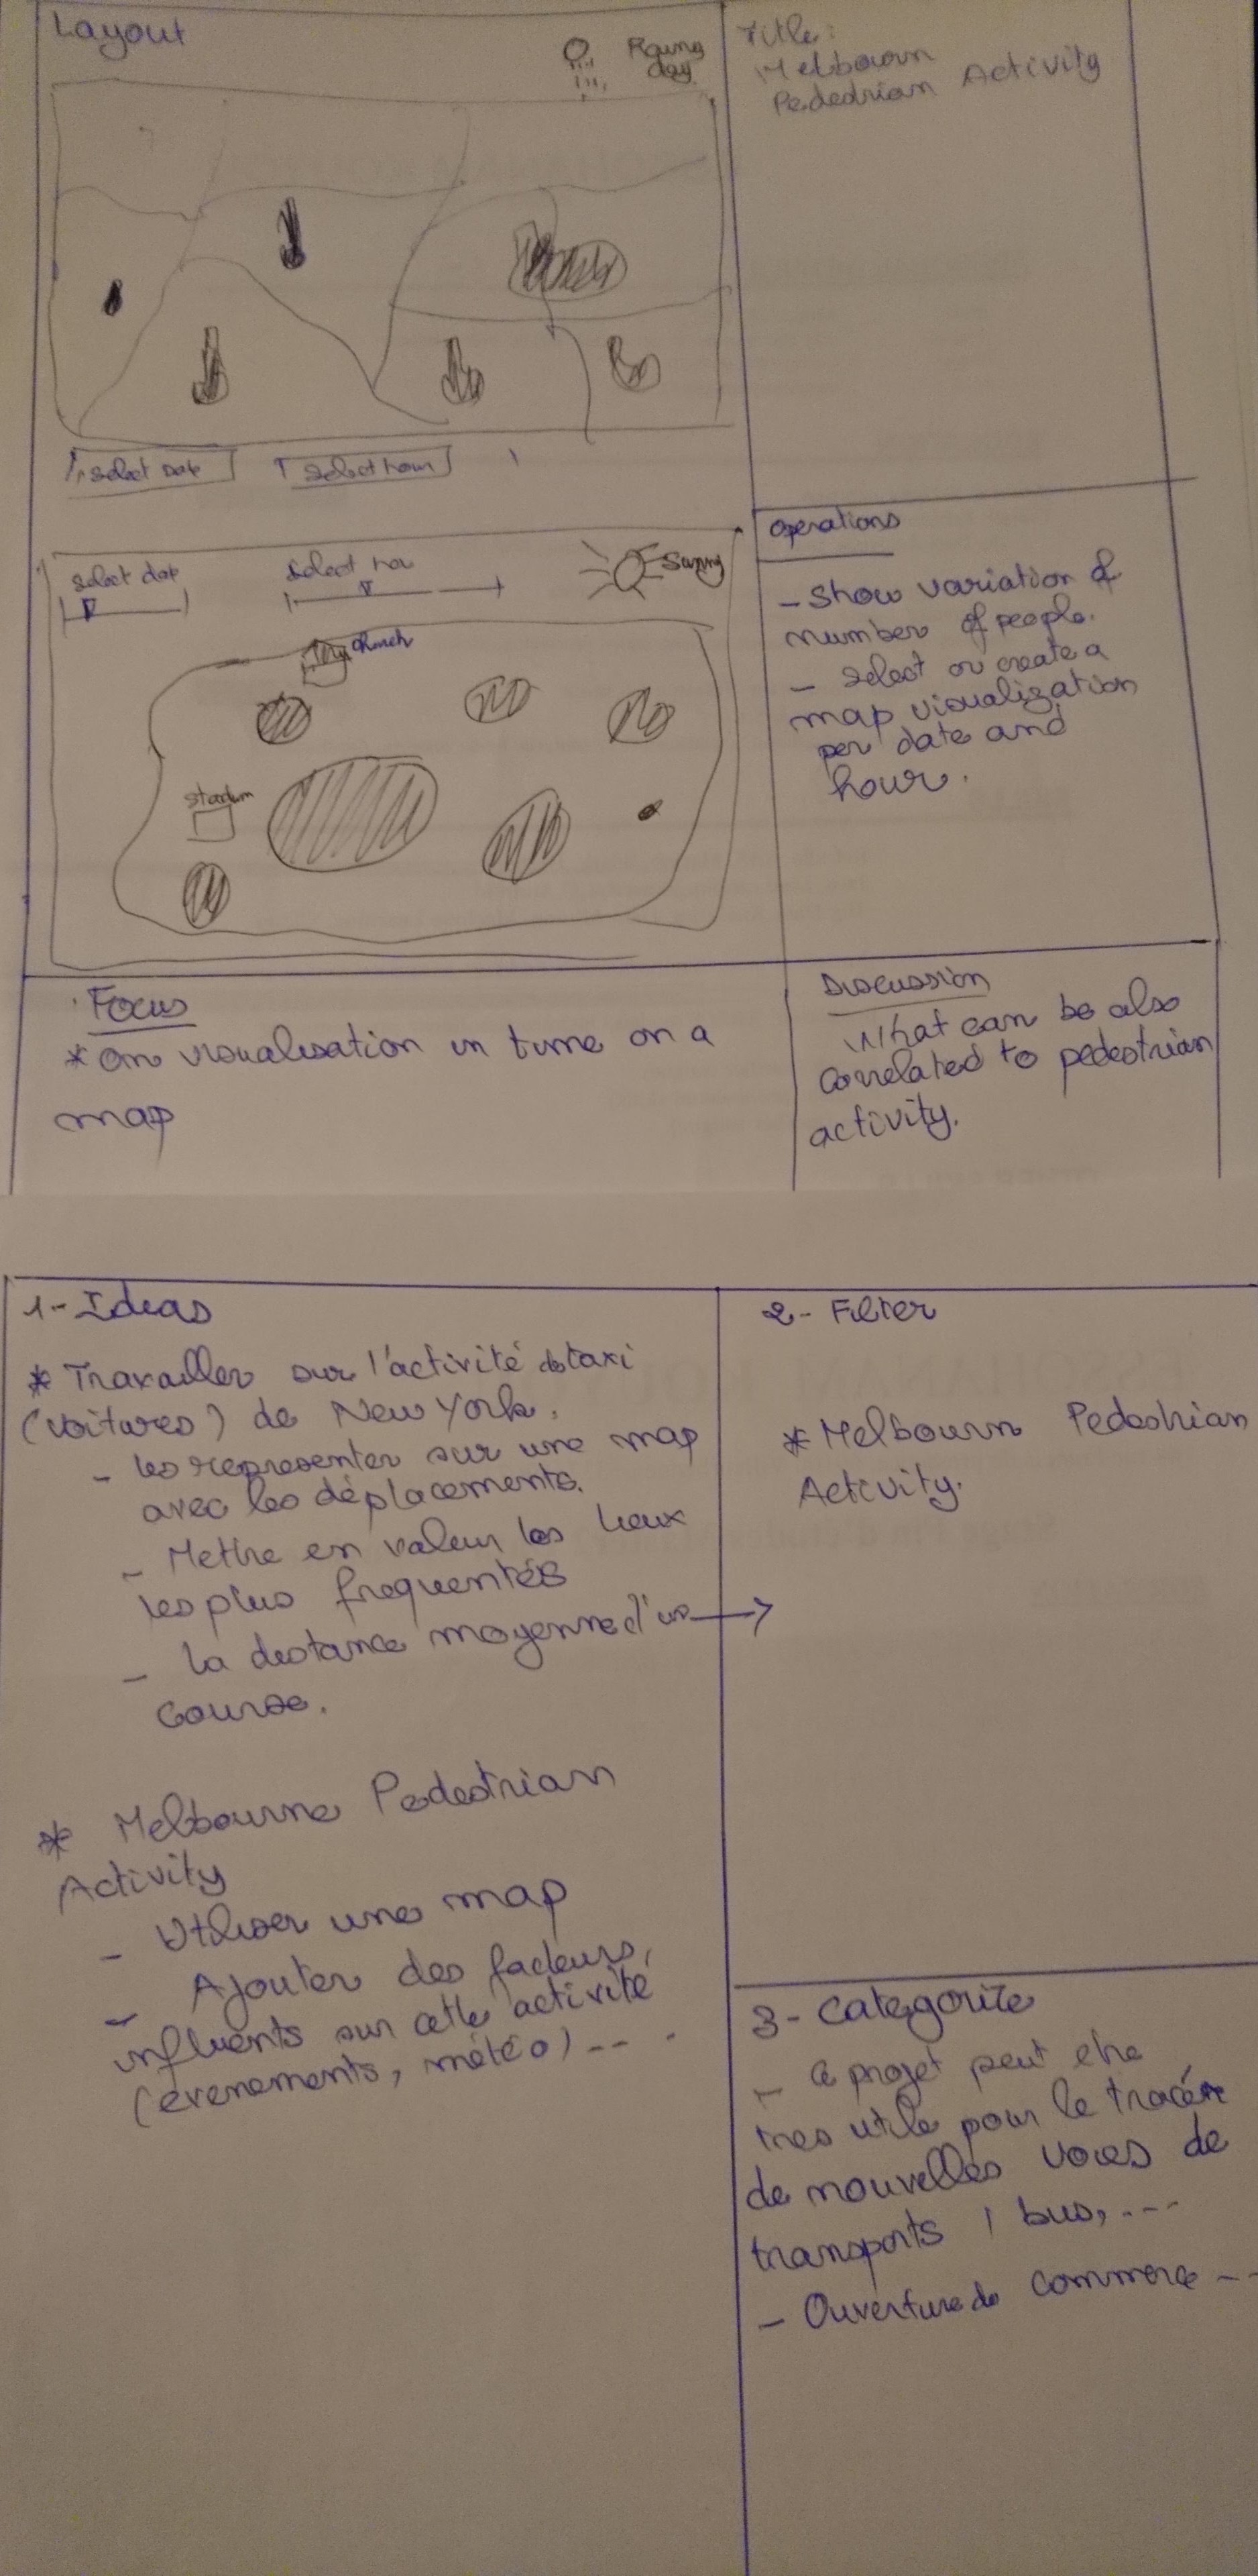 Layout
Rainy
day
Title:
Melbourn
Pededrian Activity
select Date
select hour
select date
select hou
Sunny
church
stadium
Operations
- Show variation of
number of people.
- select or create a
map visualization
per date and
hour.
Focus
* on visualisation in time on a
map
Discussion
What can be also
correlated to pedestrian
activity.
1- Ideas
* Travailler sur l'activité de taxi
(voitures) de New York.
- les representer sur une map
avec les déplacements.
- Mettre en valeur les lieux
les plus frequentés
- la distance moyenne d'un
course.
* Melbourne Pedestrian
Activity
- Utiliser une map
- Ajouter des facteurs,
influents sur cette activité
(évenements, météo) -- -
2- Filter
* Melbourn Pedestrian
Activity.
3- Categorize
- Ce projet peut etre
tres utile pour le tracér
de nouvelles voies de
transports, bus, ....
- Ouverture de commerce --